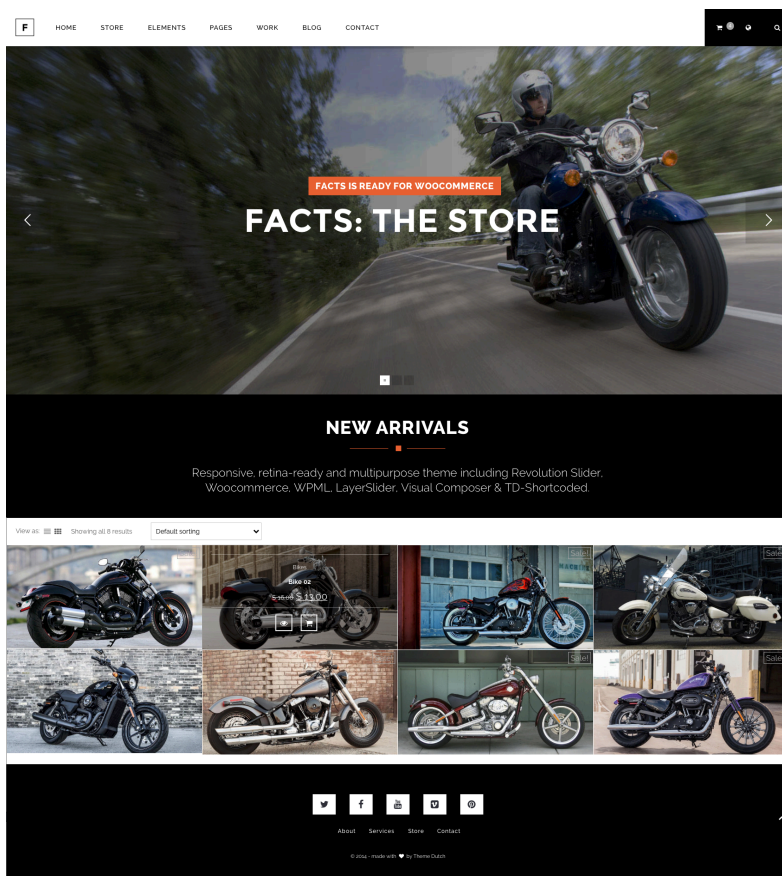 F HOME STORE ELEMENTS PAGES WORK BLOG CONTACT
FACTS IS READY FOR WOOCOMMERCE
FACTS: THE STORE
NEW ARRIVALS
Responsive, retina-ready and multipurpose theme including Revolution Slider,
Woocommerce, WPML, LayerSlider, Visual Composer & TD-Shortcoded.
View as: Showing all 8 results Default sorting
Sale! Sale!
Bikes
Bike 02
$ 16.00 $ 13.00
Sale! Sale!
About Services Store Contact
© 2014 - made with ♥ by Theme Dutch